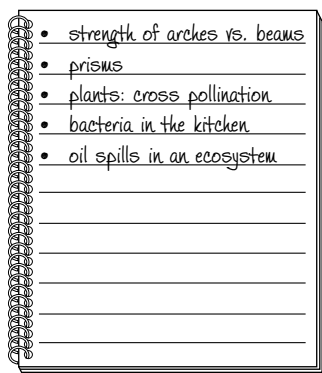 • strength of arches vs. beams
• prisms
• plants: cross pollination
• bacteria in the kitchen
• oil spills in an ecosystem